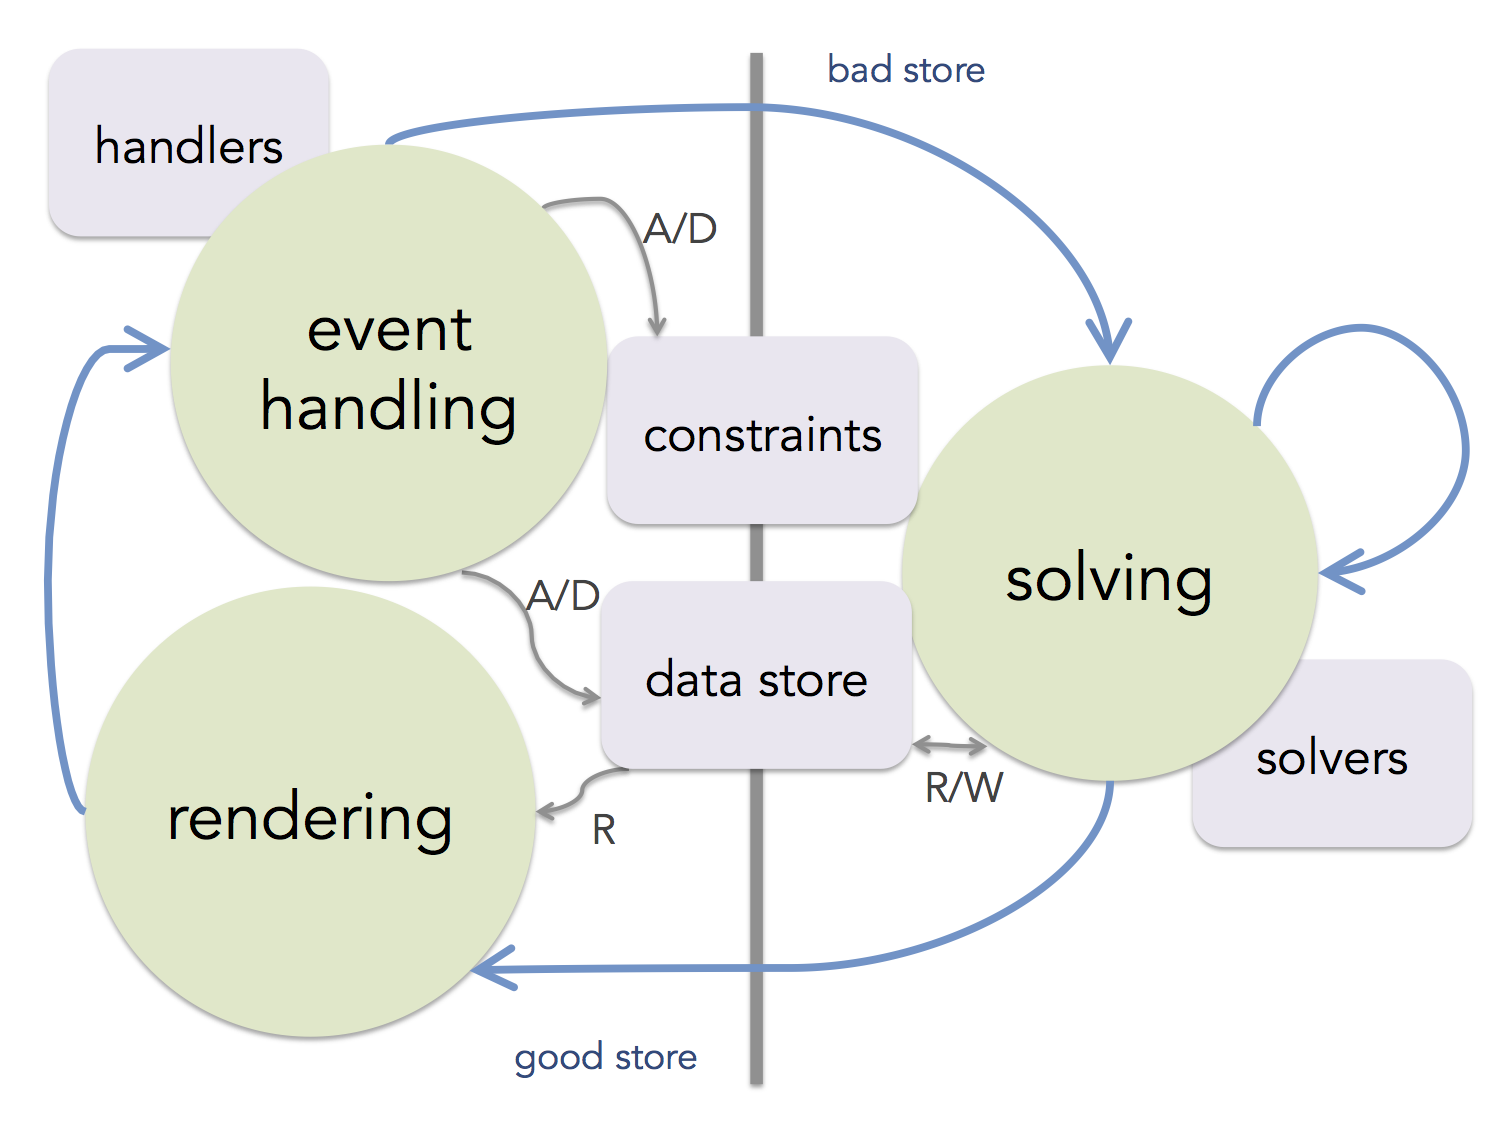 bad store
handlers
A/D
event
handling
constraints
solving
A/D
data store
solvers
R/W
rendering
R
good store